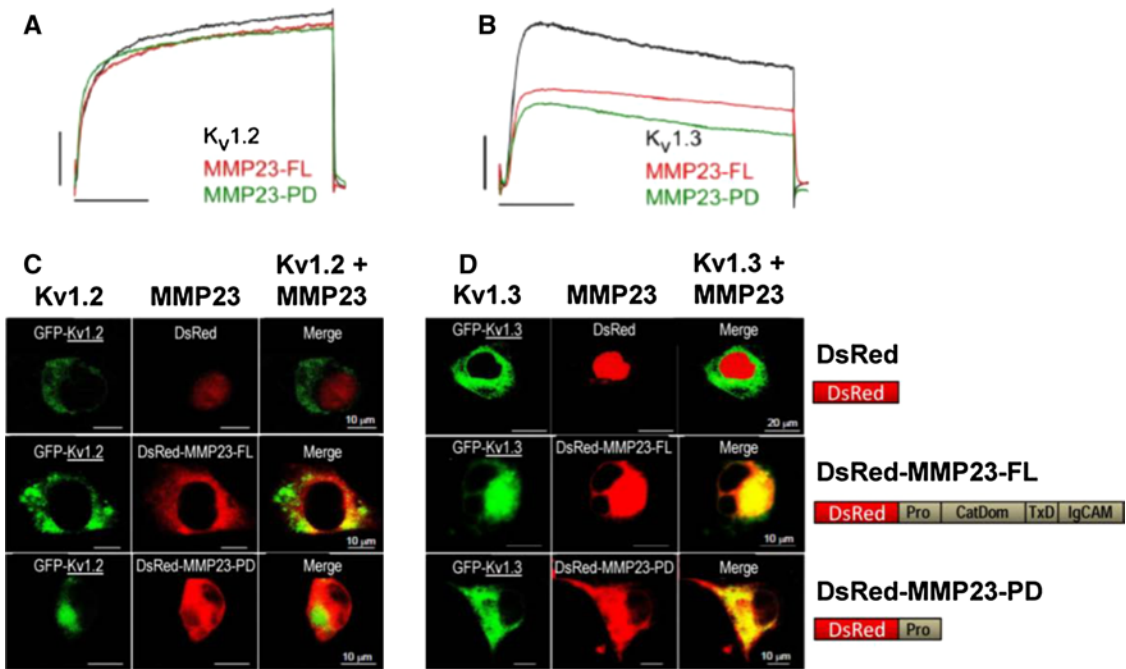 A
K_V1.2
MMP23-FL
MMP23-PD
B
K_V1.3
MMP23-FL
MMP23-PD
C
Kv1.2
MMP23
Kv1.2 +
MMP23
GFP-Kv1.2
DsRed
Merge
10 µm
GFP-Kv1.2
DsRed-MMP23-FL
Merge
10 µm
GFP-Kv1.2
DsRed-MMP23-PD
Merge
10 µm
D
Kv1.3
MMP23
Kv1.3 +
MMP23
GFP-Kv1.3
DsRed
Merge
20 µm
GFP-Kv1.3
DsRed-MMP23-FL
Merge
10 µm
GFP-Kv1.3
DsRed-MMP23-PD
Merge
10 µm
DsRed
DsRed
DsRed-MMP23-FL
DsRed Pro CatDom TxD IgCAM
DsRed-MMP23-PD
DsRed Pro